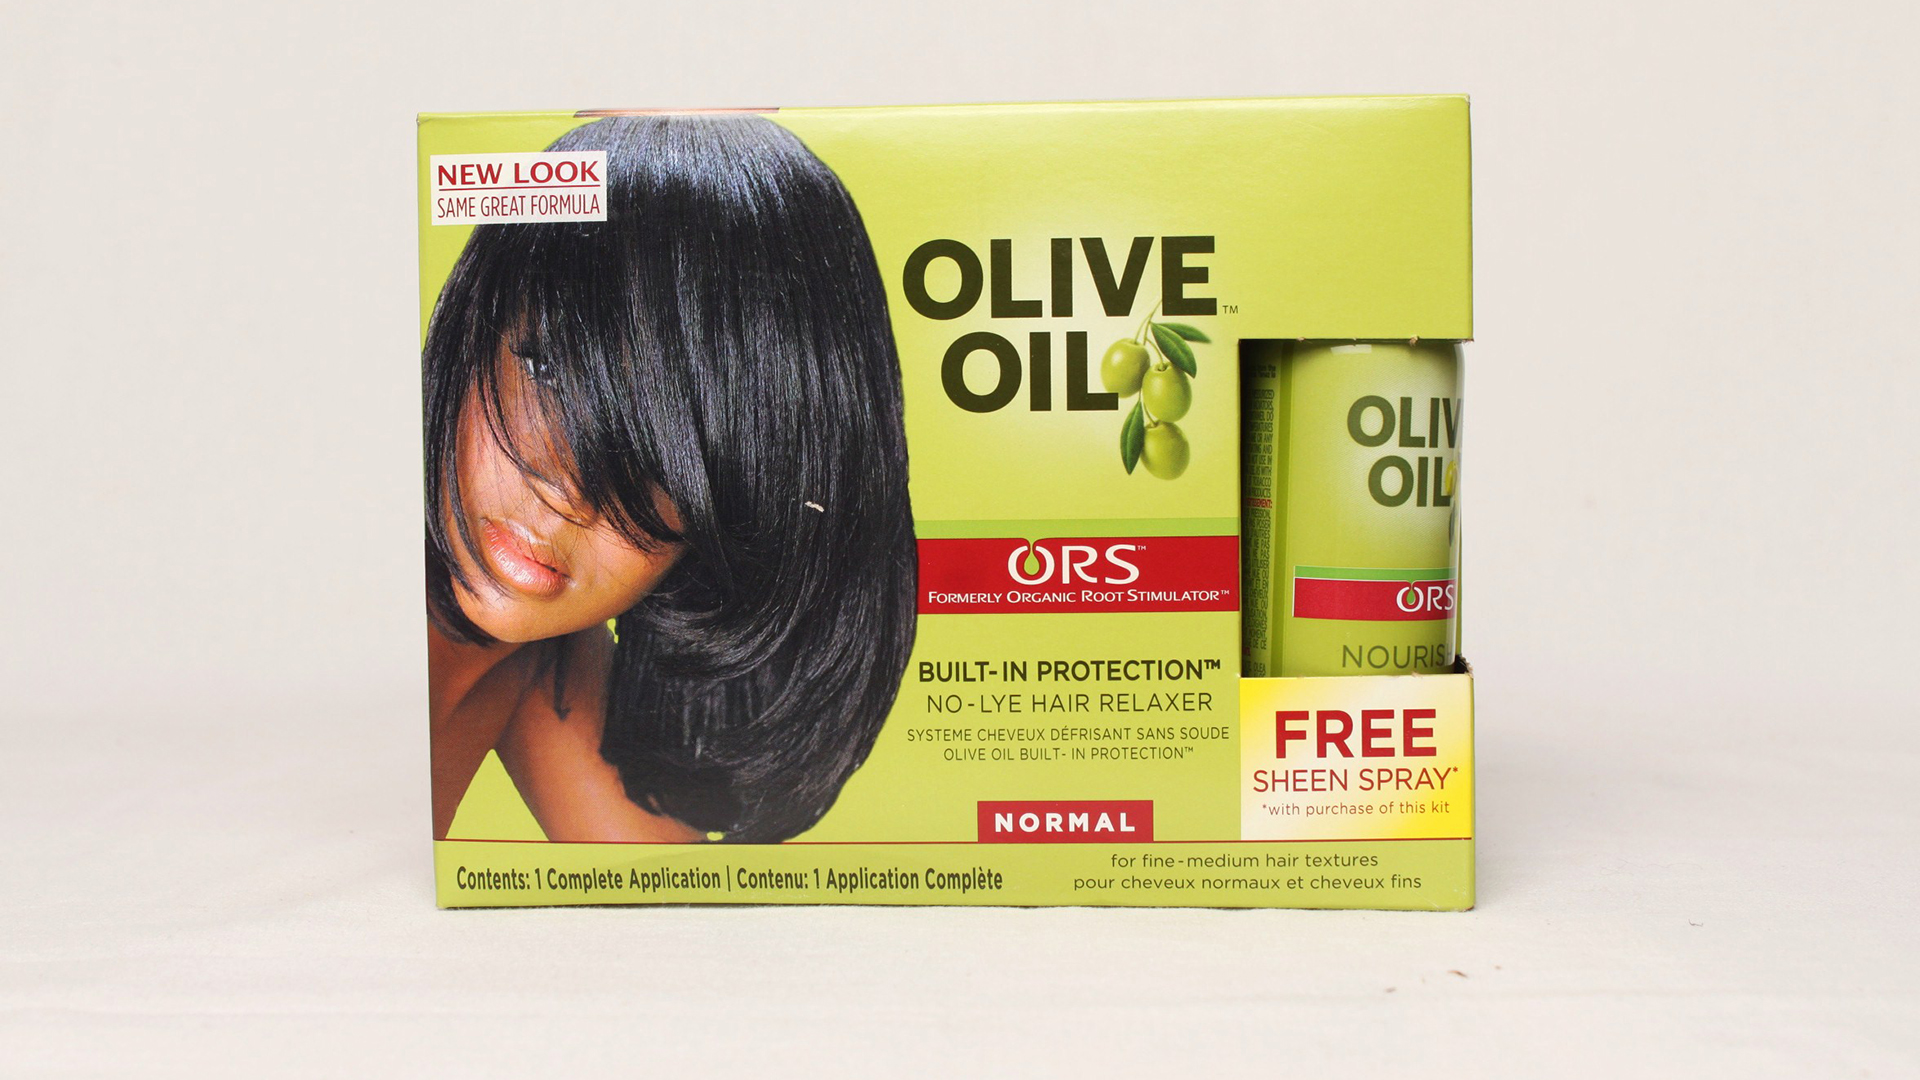 NEW LOOK
SAME GREAT FORMULA
OLIVE
OIL
™
ORS™
FORMERLY ORGANIC ROOT STIMULATOR™
BUILT-IN PROTECTION™
NO-LYE HAIR RELAXER
SYSTEME CHEVEUX DÉFRISANT SANS SOUDE
OLIVE OIL BUILT-IN PROTECTION™
NORMAL
for fine-medium hair textures
pour cheveux normaux et cheveux fins
Contents: 1 Complete Application | Contenu: 1 Application Complète
OLIV
OIL
ORS
NOURIS
FREE
SHEEN SPRAY*
*with purchase of this kit